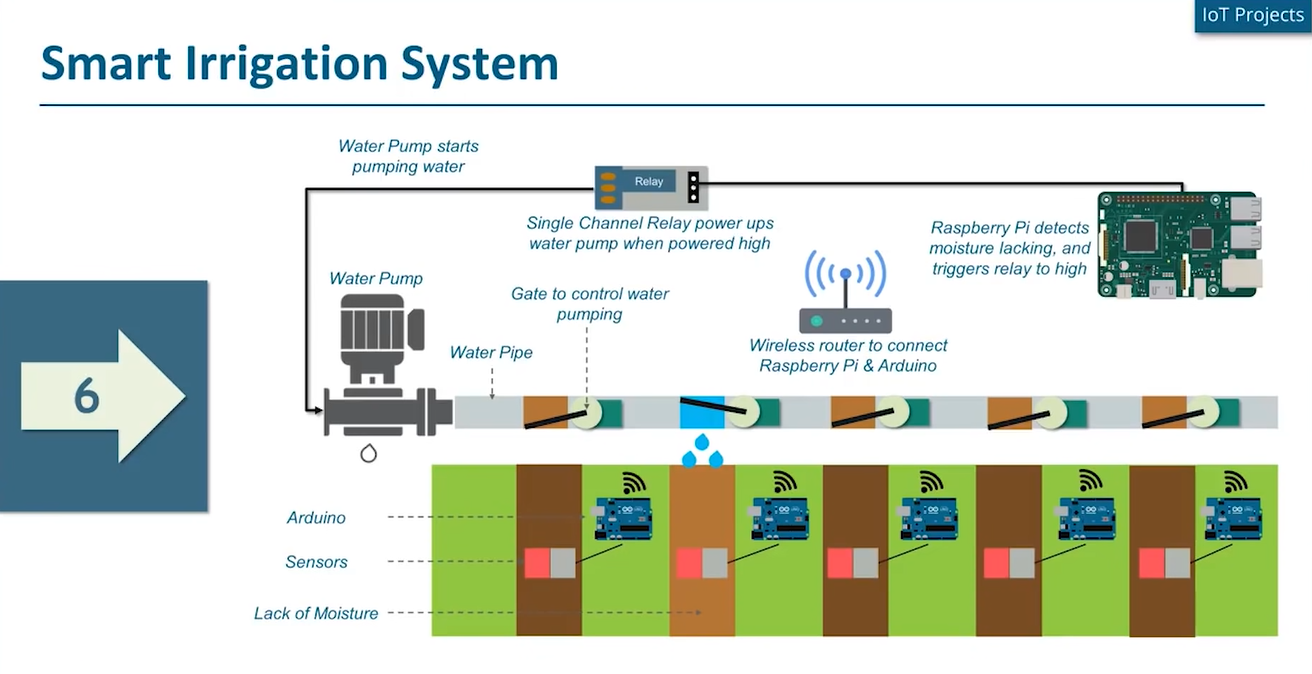 IoT Projects
Smart Irrigation System
Water Pump starts
pumping water
Relay
Single Channel Relay power ups
water pump when powered high
Raspberry Pi detects
moisture lacking, and
triggers relay to high
Water Pump
Gate to control water
pumping
Water Pipe
Wireless router to connect
Raspberry Pi & Arduino
6
Arduino
Sensors
Lack of Moisture